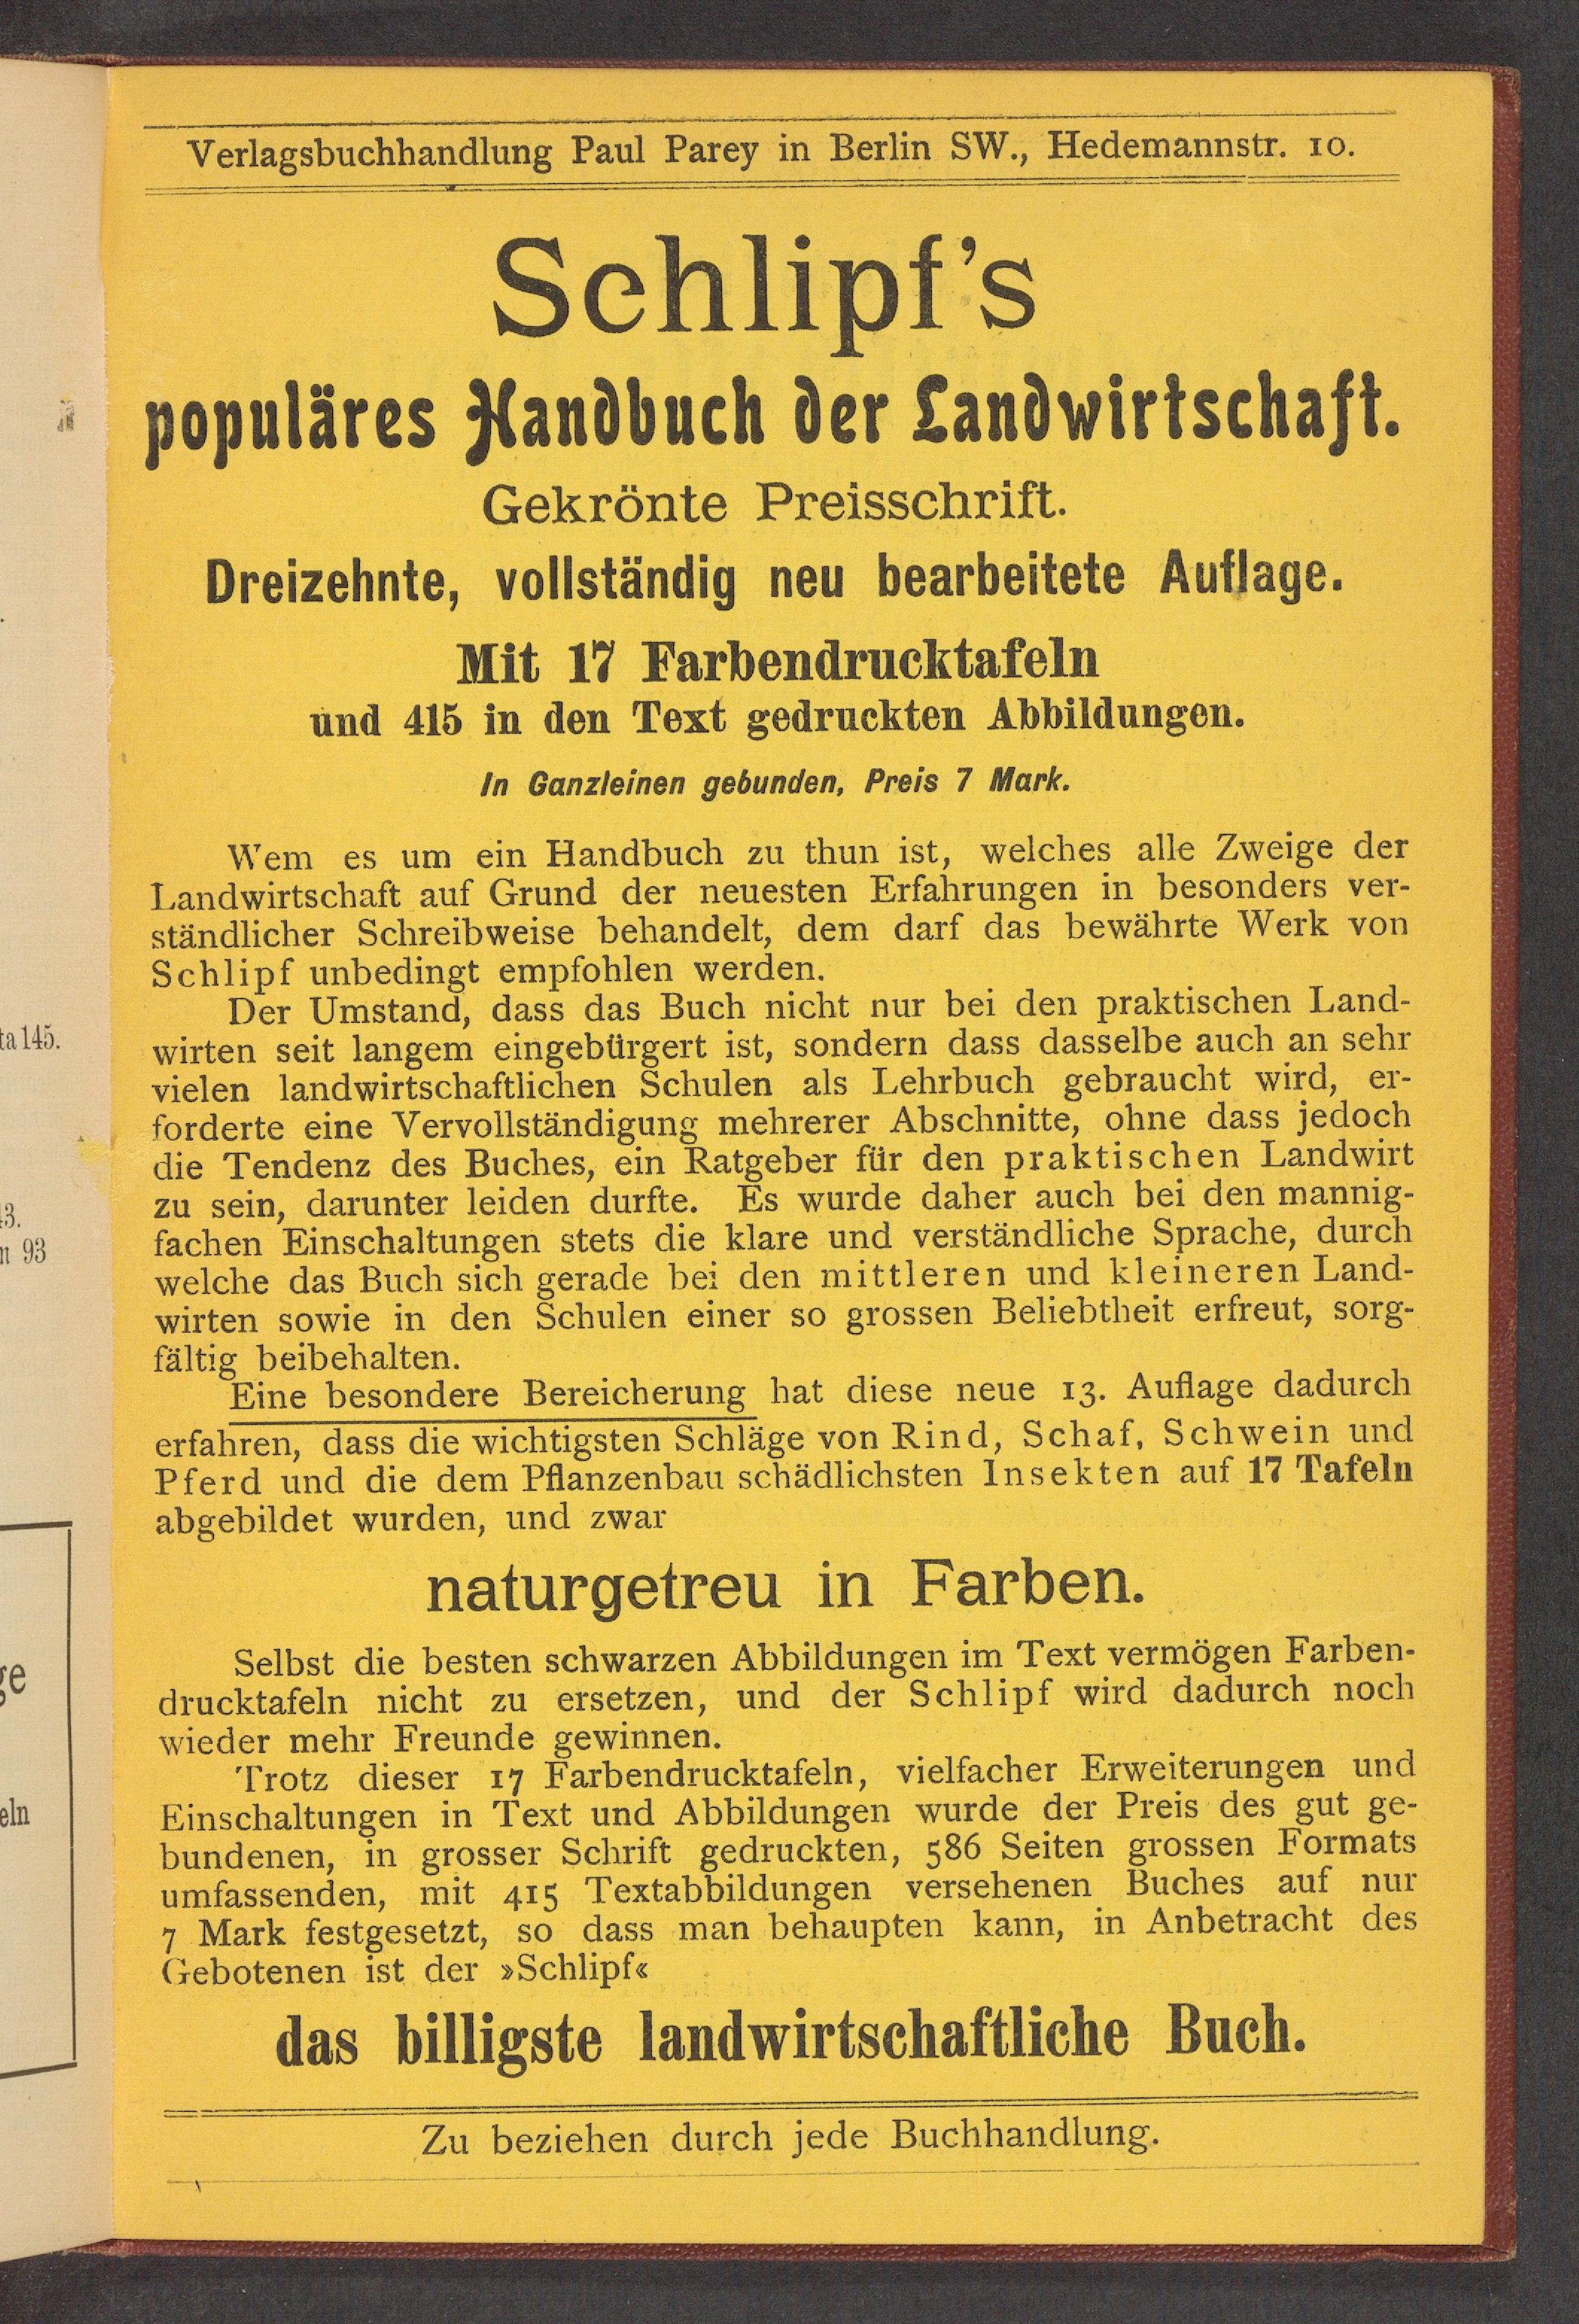 Verlagsbuchhandlung Paul Parey in Berlin SW., Hedemannstr. 10.
Schlipf's
populäres Handbuch der Landwirtschaft.
Gekrönte Preisschrift.
Dreizehnte, vollständig neu bearbeitete Auflage.
Mit 17 Farbendrucktafeln
und 415 in den Text gedruckten Abbildungen.
In Ganzleinen gebunden, Preis 7 Mark.
Wem es um ein Handbuch zu thun ist, welches alle Zweige der
Landwirtschaft auf Grund der neuesten Erfahrungen in besonders ver-
ständlicher Schreibweise behandelt, dem darf das bewährte Werk von
Schlipf unbedingt empfohlen werden.
Der Umstand, dass das Buch nicht nur bei den praktischen Land-
wirten seit langem eingebürgert ist, sondern dass dasselbe auch an sehr
vielen landwirtschaftlichen Schulen als Lehrbuch gebraucht wird, er-
forderte eine Vervollständigung mehrerer Abschnitte, ohne dass jedoch
die Tendenz des Buches, ein Ratgeber für den praktischen Landwirt
zu sein, darunter leiden durfte. Es wurde daher auch bei den mannig-
fachen Einschaltungen stets die klare und verständliche Sprache, durch
welche das Buch sich gerade bei den mittleren und kleineren Land-
wirten sowie in den Schulen einer so grossen Beliebtheit erfreut, sorg-
fältig beibehalten.
Eine besondere Bereicherung hat diese neue 13. Auflage dadurch
erfahren, dass die wichtigsten Schläge von Rind, Schaf, Schwein und
Pferd und die dem Pflanzenbau schädlichsten Insekten auf 17 Tafeln
abgebildet wurden, und zwar
naturgetreu in Farben.
Selbst die besten schwarzen Abbildungen im Text vermögen Farben-
drucktafeln nicht zu ersetzen, und der Schlipf wird dadurch noch
wieder mehr Freunde gewinnen.
Trotz dieser 17 Farbendrucktafeln, vielfacher Erweiterungen und
Einschaltungen in Text und Abbildungen wurde der Preis des gut ge-
bundenen, in grosser Schrift gedruckten, 586 Seiten grossen Formats
umfassenden, mit 415 Textabbildungen versehenen Buches auf nur
7 Mark festgesetzt, so dass man behaupten kann, in Anbetracht des
Gebotenen ist der »Schlipf«
das billigste landwirtschaftliche Buch.
Zu beziehen durch jede Buchhandlung.